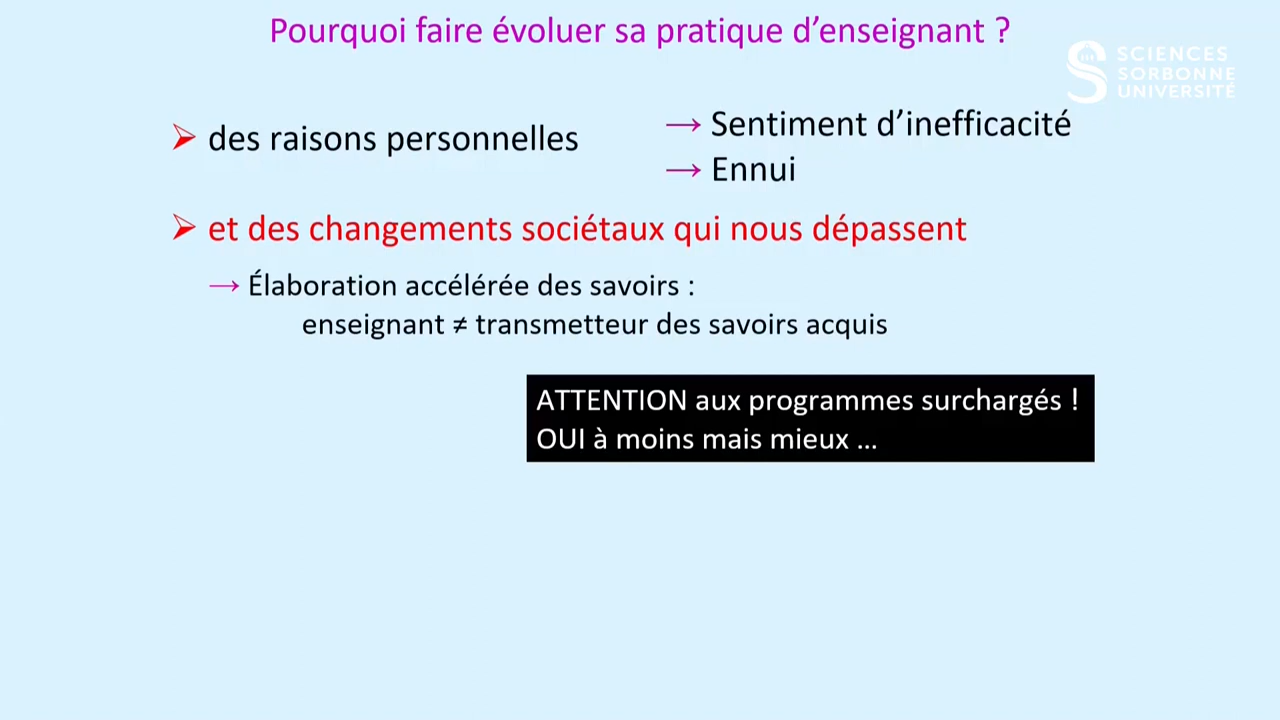 Pourquoi faire évoluer sa pratique d’enseignant ?
SCIENCES
SORBONNE
UNIVERSITÉ
➢ des raisons personnelles
→ Sentiment d’inefficacité
→ Ennui
➢ et des changements sociétaux qui nous dépassent
→ Élaboration accélérée des savoirs :
enseignant ≠ transmetteur des savoirs acquis
ATTENTION aux programmes surchargés !
OUI à moins mais mieux …